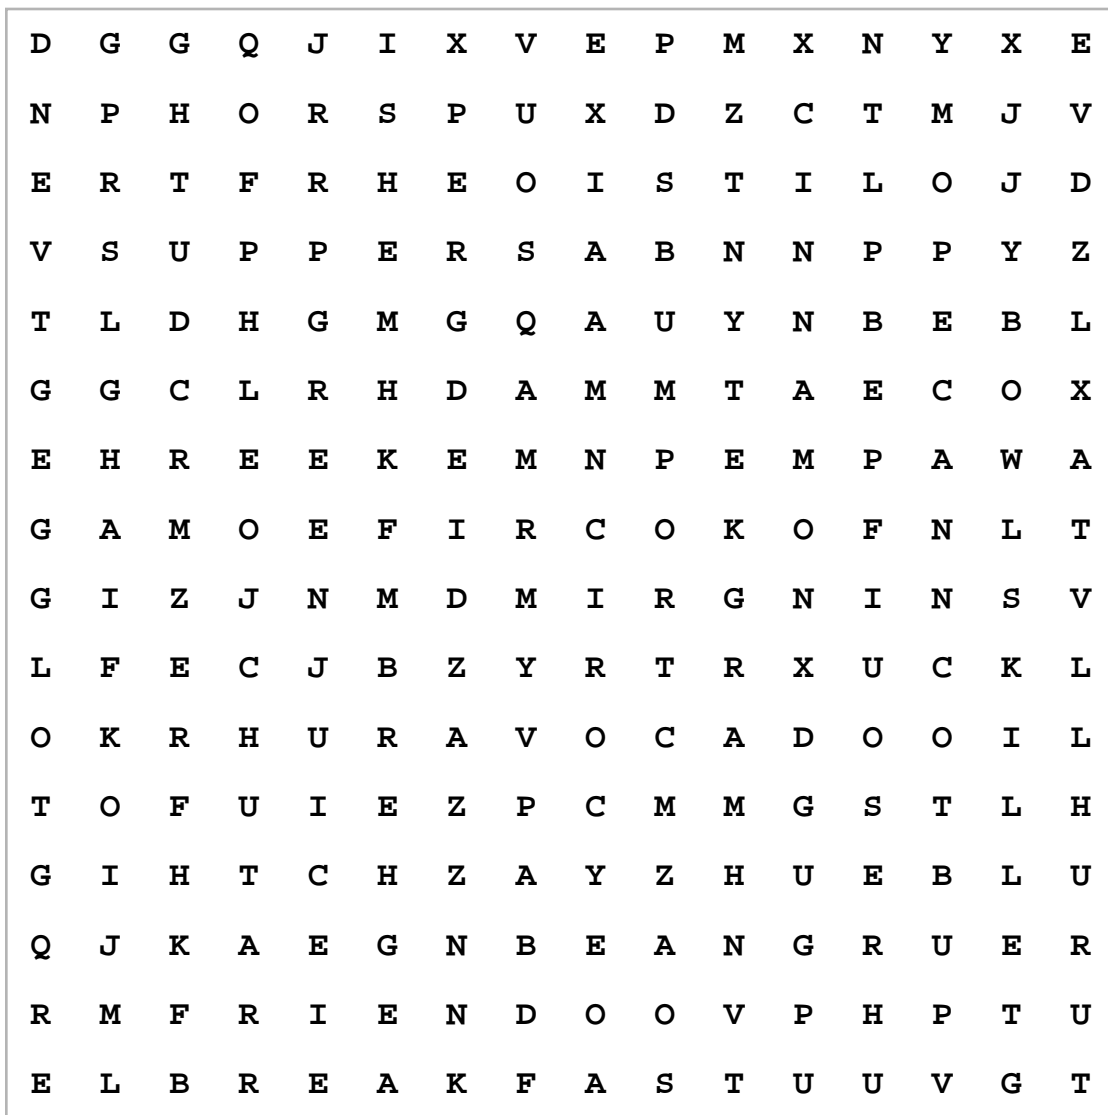 D G G Q J I X V E P M X N Y X E
N P H O R S P U X D Z C T M J V
E R T F R H E O I S T I L O J D
V S U P P E R S A B N N P P Y Z
T L D H G M G Q A U Y N B E B L
G G C L R H D A M M T A E C O X
E H R E E K E M N P E M P A W A
G A M O E F I R C O K O F N L T
G I Z J N M D M I R G N I N S V
L F E C J B Z Y R T R X U C K L
O K R H U R A V O C A D O O I L
T O F U I E Z P C M M G S T L H
G I H T C H Z A Y Z H U E B L U
Q J K A E G N B E A N G R U E R
R M F R I E N D O O V P H P T U
E L B R E A K F A S T U U V G T